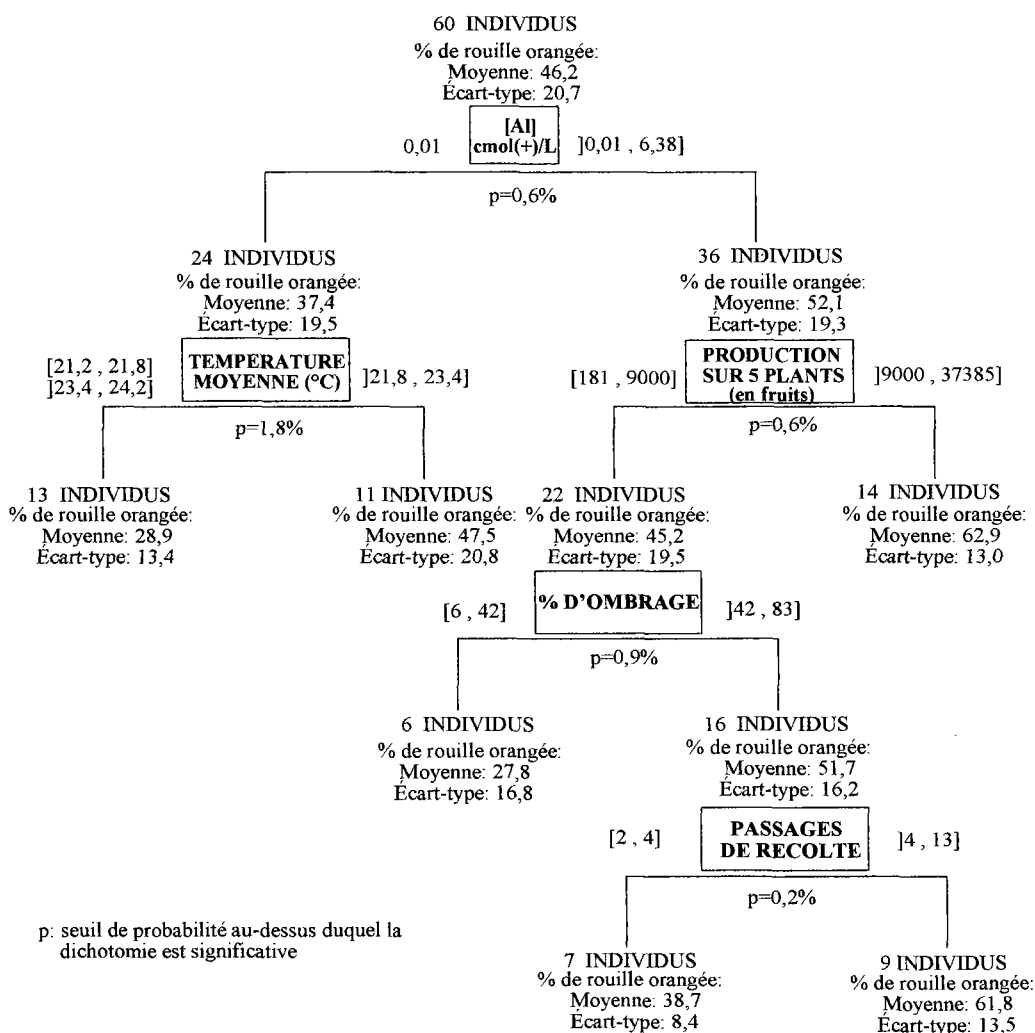 60 INDIVIDUS
% de rouille orangée:
Moyenne: 46,2
Écart-type: 20,7
0,01
[Al]
cmol(+)/L
]0,01 , 6,38]
p=0,6%
24 INDIVIDUS
% de rouille orangée:
Moyenne: 37,4
Écart-type: 19,5
36 INDIVIDUS
% de rouille orangée:
Moyenne: 52,1
Écart-type: 19,3
[21,2 , 21,8]
]23,4 , 24,2]
TEMPERATURE
MOYENNE (°C)
]21,8 , 23,4]
p=1,8%
[181 , 9000]
PRODUCTION
SUR 5 PLANTS
(en fruits)
]9000 , 37385]
p=0,6%
13 INDIVIDUS
% de rouille orangée:
Moyenne: 28,9
Écart-type: 13,4
11 INDIVIDUS
% de rouille orangée:
Moyenne: 47,5
Écart-type: 20,8
22 INDIVIDUS
% de rouille orangée:
Moyenne: 45,2
Écart-type: 19,5
14 INDIVIDUS
% de rouille orangée:
Moyenne: 62,9
Écart-type: 13,0
[6 , 42]
% D'OMBRAGE
]42 , 83]
p=0,9%
6 INDIVIDUS
% de rouille orangée:
Moyenne: 27,8
Écart-type: 16,8
16 INDIVIDUS
% de rouille orangée:
Moyenne: 51,7
Écart-type: 16,2
[2 , 4]
PASSAGES
DE RECOLTE
]4 , 13]
p=0,2%
p: seuil de probabilité au-dessus duquel la
dichotomie est significative
7 INDIVIDUS
% de rouille orangée:
Moyenne: 38,7
Écart-type: 8,4
9 INDIVIDUS
% de rouille orangée:
Moyenne: 61,8
Écart-type: 13,5